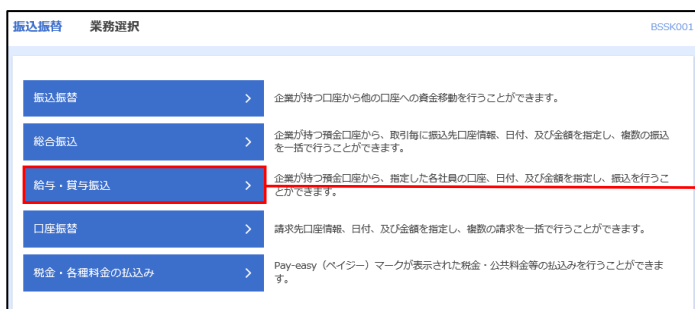 振込振替 業務選択 BSSK001
振込振替 企業が持つ口座から他の口座への資金移動を行うことができます。
総合振込 企業が持つ預金口座から、取引毎に振込先口座情報、日付、及び金額を指定し、複数の振込
を一括で行うことができます。
給与・賞与振込 企業が持つ預金口座から、指定した各社員の口座、日付、及び金額を指定し、振込を行うこ
とができます。
口座振替 請求先口座情報、日付、及び金額を指定し、複数の請求を一括で行うことができます。
税金・各種料金の払込み Pay-easy（ペイジー）マークが表示された税金・公共料金等の払込みを行うことができま
す。